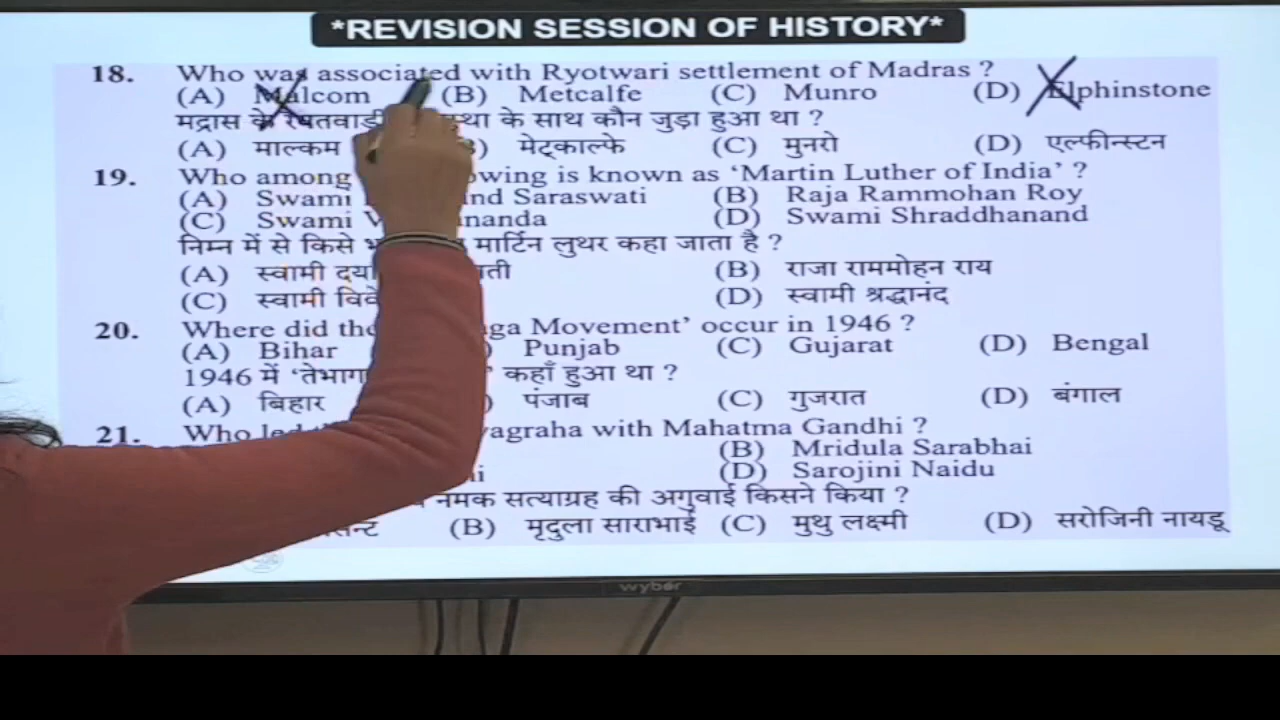 *REVISION SESSION OF HISTORY*
18. Who was associated with Ryotwari settlement of Madras ?
(A) Malcom (B) Metcalfe (C) Munro (D) Elphinstone
मद्रास के रैयतवाड़ी के साथ कौन जुड़ा हुआ था ?
(A) माल्कम मेट्काल्फे (C) मुनरो (D) एल्फीन्स्टन
19. Who among is known as ‘Martin Luther of India’ ?
(A) Swami Saraswati (B) Raja Rammohan Roy
(C) Swami (D) Swami Shraddhanand
निम्न में से किसे मार्टिन लुथर कहा जाता है ?
(A) स्वामी (B) राजा राममोहन राय
(C) स्वामी (D) स्वामी श्रद्धानंद
20. Where did Movement’ occur in 1946 ?
(A) Bihar Punjab (C) Gujarat (D) Bengal
1946 में कहाँ हुआ था ?
(A) बिहार पंजाब (C) गुजरात (D) बंगाल
21. Who led with Mahatma Gandhi ?
(B) Mridula Sarabhai
(D) Sarojini Naidu
नमक सत्याग्रह की अगुवाई किसने किया ?
(B) मृदुला साराभाई (C) मुथु लक्ष्मी (D) सरोजिनी नायडू
wyber